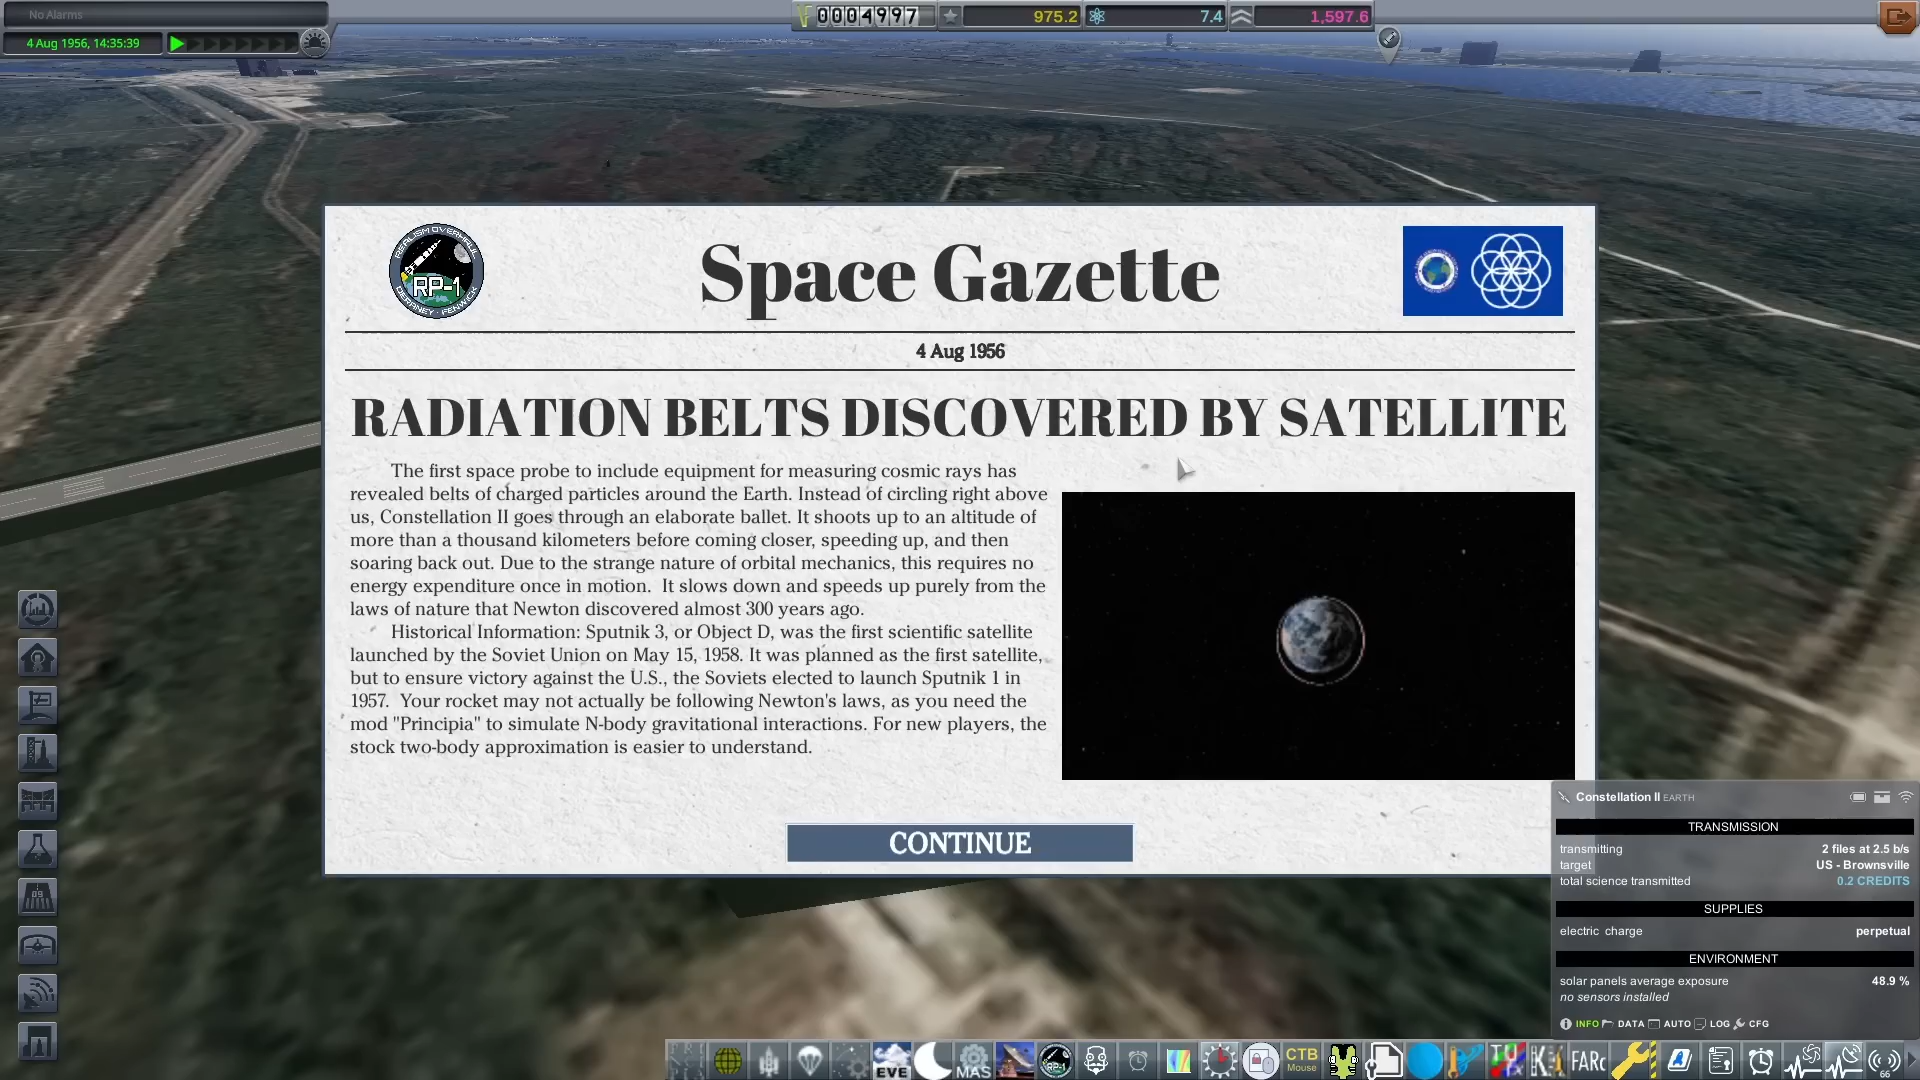 No Alarms
4 Aug 1956, 14:35:39
0004997
975.2
7.4
1,597.6
REALISM OVERHAUL
RP-1
Space Gazette
4 Aug 1956
RADIATION BELTS DISCOVERED BY SATELLITE
The first space probe to include equipment for measuring cosmic rays has
revealed belts of charged particles around the Earth. Instead of circling right above
us, Constellation II goes through an elaborate ballet. It shoots up to an altitude of
more than a thousand kilometers before coming closer, speeding up, and then
soaring back out. Due to the strange nature of orbital mechanics, this requires no
energy expenditure once in motion.  It slows down and speeds up purely from the
laws of nature that Newton discovered almost 300 years ago.
Historical Information: Sputnik 3, or Object D, was the first scientific satellite
launched by the Soviet Union on May 15, 1958. It was planned as the first satellite,
but to ensure victory against the U.S., the Soviets elected to launch Sputnik 1 in
1957.  Your rocket may not actually be following Newton's laws, as you need the
mod "Principia" to simulate N-body gravitational interactions. For new players, the
stock two-body approximation is easier to understand.
CONTINUE
Constellation II EARTH
TRANSMISSION
transmitting 2 files at 2.5 b/s
target US - Brownsville
total science transmitted 0.2 CREDITS
SUPPLIES
electric charge perpetual
ENVIRONMENT
solar panels average exposure 48.9 %
no sensors installed
INFO DATA AUTO LOG CFG
EVE
MAS
RP-1
CTB
Mouse
FARc
66